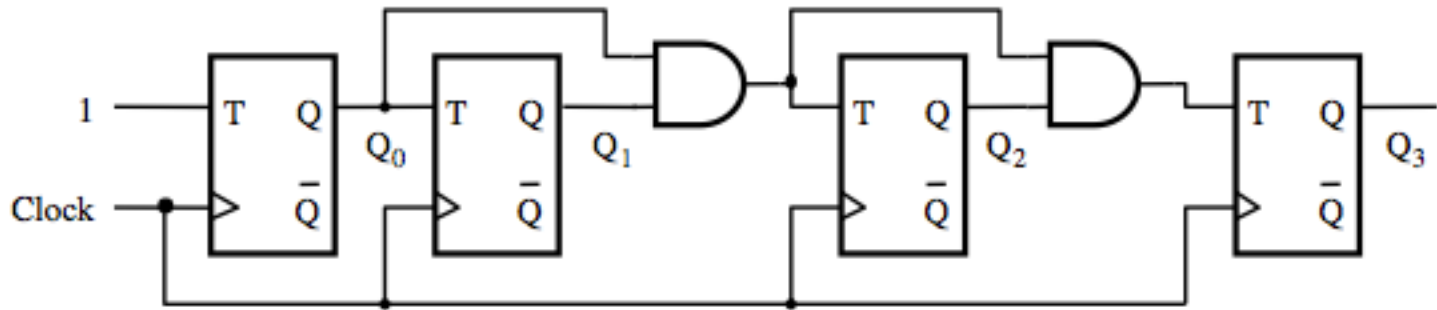 1 T Q T Q T Q T Q
Q₀ Q₁ Q₂ Q₃
Clock Q̅ Q̅ Q̅ Q̅